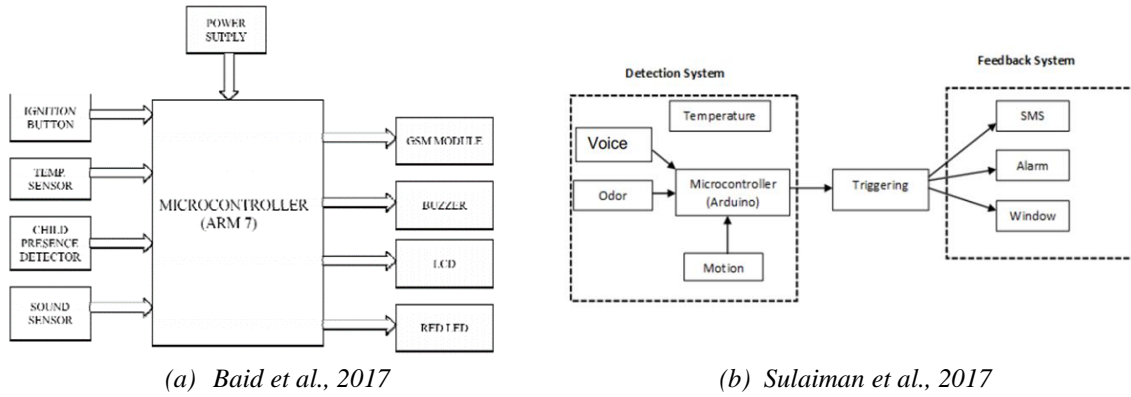 POWER
SUPPLY
IGNITION
BUTTON
TEMP.
SENSOR
CHILD
PRESENCE
DETECTOR
SOUND
SENSOR
MICROCONTROLLER
(ARM 7)
GSM MODULE
BUZZER
LCD
RED LED
(a) Baid et al., 2017
Detection System
Temperature
Voice
Odor
Microcontroller
(Arduino)
Motion
Triggering
Feedback System
SMS
Alarm
Window
(b) Sulaiman et al., 2017